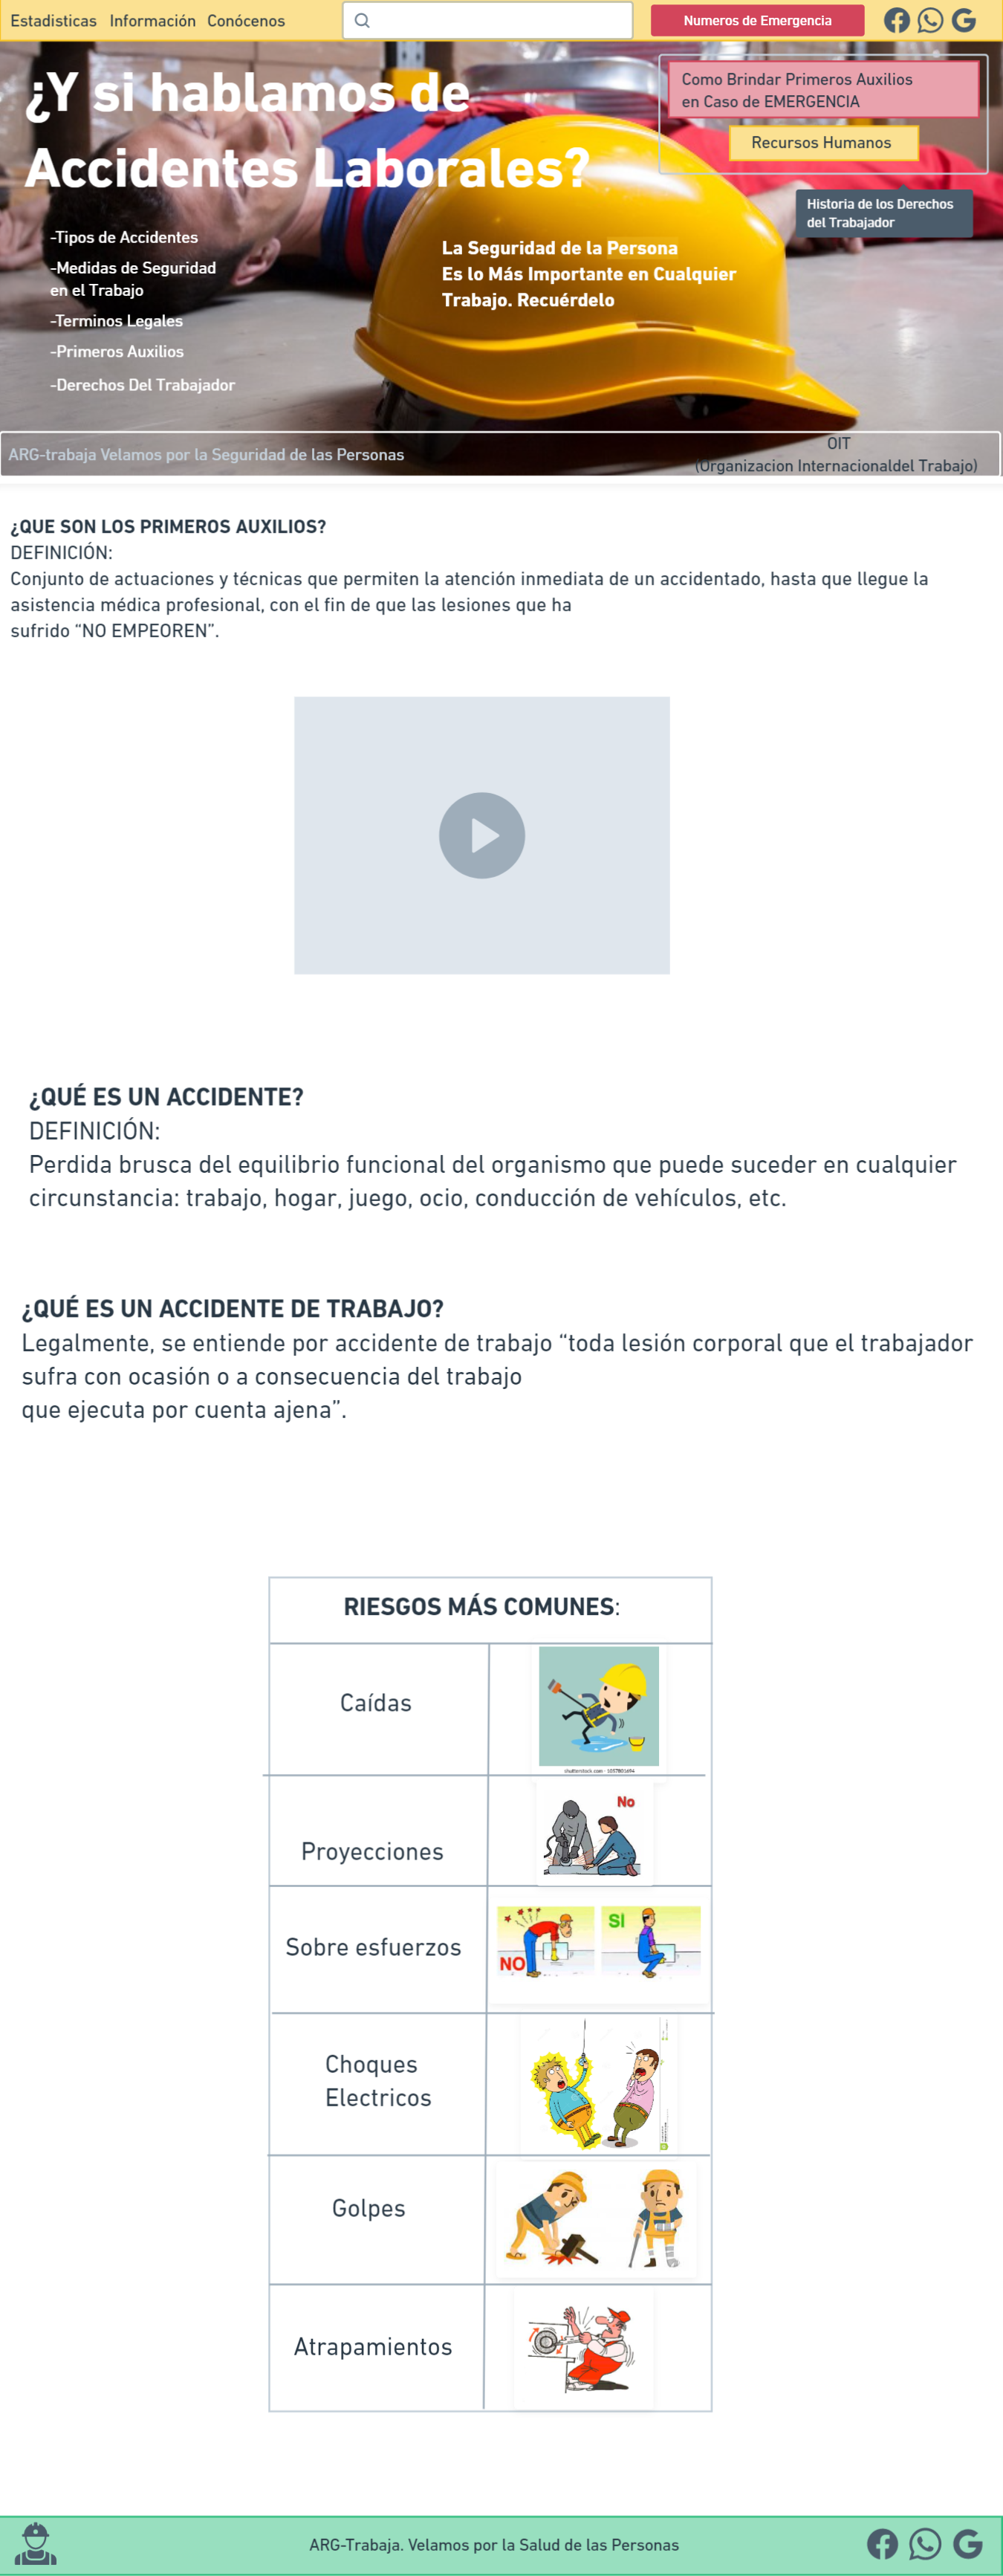 Estadisticas Información Conócenos
Numeros de Emergencia
¿Y si hablamos de
Accidentes Laborales?
Como Brindar Primeros Auxilios
en Caso de EMERGENCIA
Recursos Humanos
Historia de los Derechos
del Trabajador
-Tipos de Accidentes
-Medidas de Seguridad
en el Trabajo
-Terminos Legales
-Primeros Auxilios
-Derechos Del Trabajador
La Seguridad de la Persona
Es lo Más Importante en Cualquier
Trabajo. Recuérdelo
ARG-trabaja Velamos por la Seguridad de las Personas
OIT
(Organizacion Internacionaldel Trabajo)
¿QUE SON LOS PRIMEROS AUXILIOS?
DEFINICIÓN:
Conjunto de actuaciones y técnicas que permiten la atención inmediata de un accidentado, hasta que llegue la
asistencia médica profesional, con el fin de que las lesiones que ha
sufrido “NO EMPEOREN”.
¿QUÉ ES UN ACCIDENTE?
DEFINICIÓN:
Perdida brusca del equilibrio funcional del organismo que puede suceder en cualquier
circunstancia: trabajo, hogar, juego, ocio, conducción de vehículos, etc.
¿QUÉ ES UN ACCIDENTE DE TRABAJO?
Legalmente, se entiende por accidente de trabajo “toda lesión corporal que el trabajador
sufra con ocasión o a consecuencia del trabajo
que ejecuta por cuenta ajena”.
RIESGOS MÁS COMUNES:
Caídas
Proyecciones
No
Sobre esfuerzos
NO
SI
Choques
Electricos
Golpes
Atrapamientos
ARG-Trabaja. Velamos por la Salud de las Personas